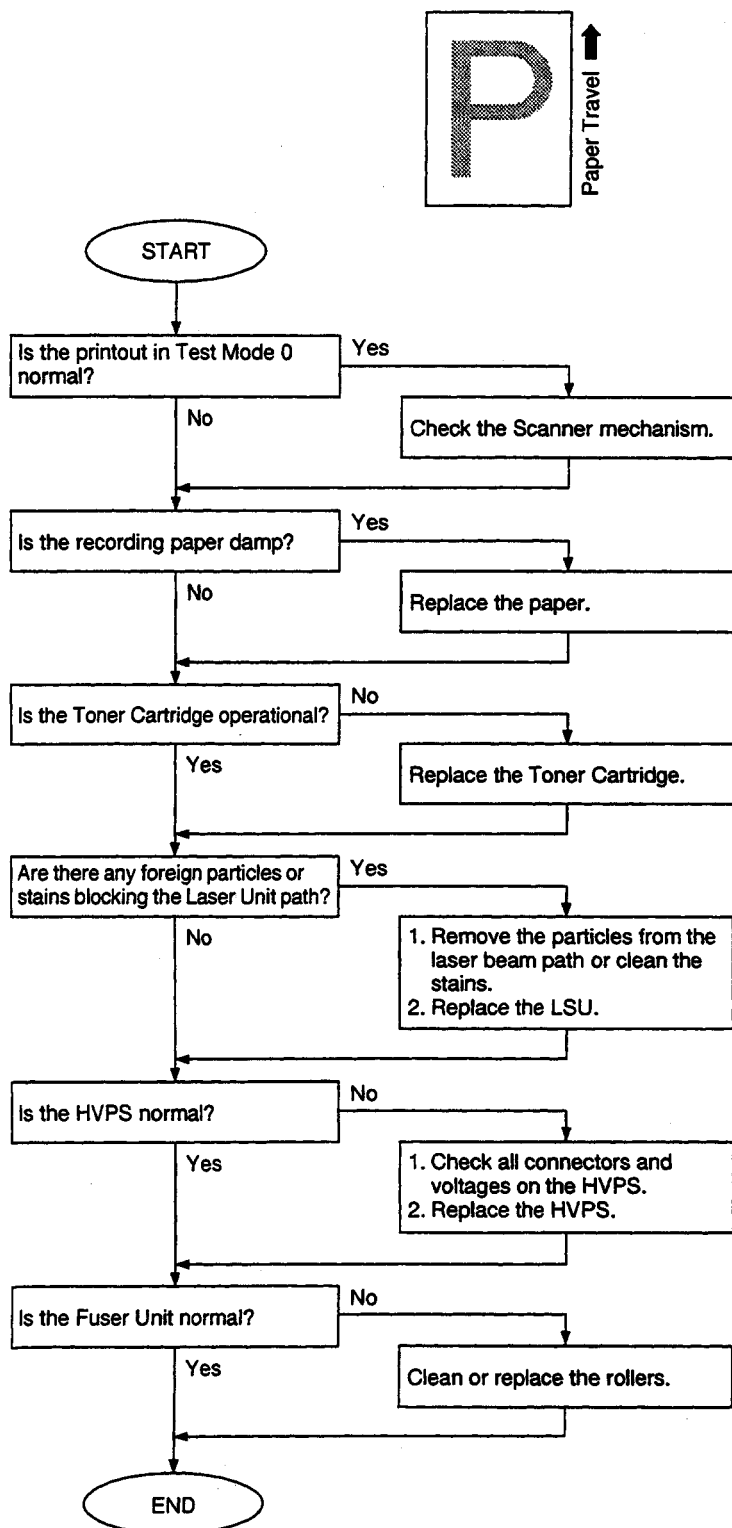 P
Paper Travel
START
Is the printout in Test Mode 0
normal?
Yes
No
Check the Scanner mechanism.
Is the recording paper damp?
Yes
No
Replace the paper.
Is the Toner Cartridge operational?
No
Yes
Replace the Toner Cartridge.
Are there any foreign particles or
stains blocking the Laser Unit path?
Yes
No
1. Remove the particles from the
laser beam path or clean the
stains.
2. Replace the LSU.
Is the HVPS normal?
No
Yes
1. Check all connectors and
voltages on the HVPS.
2. Replace the HVPS.
Is the Fuser Unit normal?
No
Yes
Clean or replace the rollers.
END